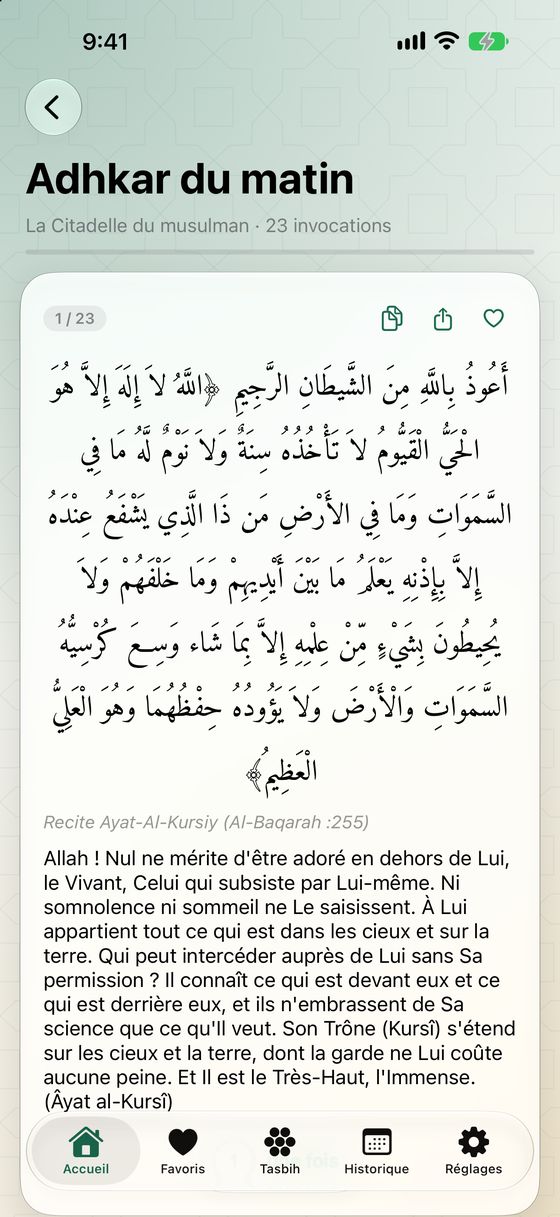 9:41
Adhkar du matin
La Citadelle du musulman · 23 invocations
1 / 23
أَعُوذُ بِاللَّهِ مِنَ الشَّيطَانِ الرَّجِيمِ ﴿اللَّهُ لاَ إِلَهَ إِلاَّ هُوَ
الْحَيُّ الْقَيُّومُ لاَ تَأْخُذُهُ سِنَةٌ وَلاَ نَوْمٌ لَّهُ مَا فِي
السَّمَوَاتِ وَمَا فِي الأَرْضِ مَن ذَا الَّذِي يَشْفَعُ عِنْدَهُ
إِلاَّ بِإِذْنِهِ يَعْلَمُ مَا بَيْنَ أَيْدِيهِمْ وَمَا خَلْفَهُمْ وَلاَ
يُحِيطُونَ بِشَيْءٍ مِّنْ عِلْمِهِ إِلاَّ بِمَا شَاء وَسِعَ كُرْسِيُّهُ
السَّمَوَاتِ وَالْأَرْضَ وَلاَ يَؤُودُهُ حِفْظُهُمَا وَهُوَ الْعَلِيُّ
الْعَظِيمُ﴾
Recite Ayat-Al-Kursiy (Al-Baqarah :255)
Allah ! Nul ne mérite d'être adoré en dehors de Lui,
le Vivant, Celui qui subsiste par Lui-même. Ni
somnolence ni sommeil ne Le saisissent. À Lui
appartient tout ce qui est dans les cieux et sur la
terre. Qui peut intercéder auprès de Lui sans Sa
permission ? Il connaît ce qui est devant eux et ce
qui est derrière eux, et ils n'embrassent de Sa
science que ce qu'Il veut. Son Trône (Kursî) s'étend
sur les cieux et la terre, dont la garde ne Lui coûte
aucune peine. Et Il est le Très-Haut, l'Immense.
(Âyat al-Kursî)
Accueil Favoris Tasbih Historique Réglages